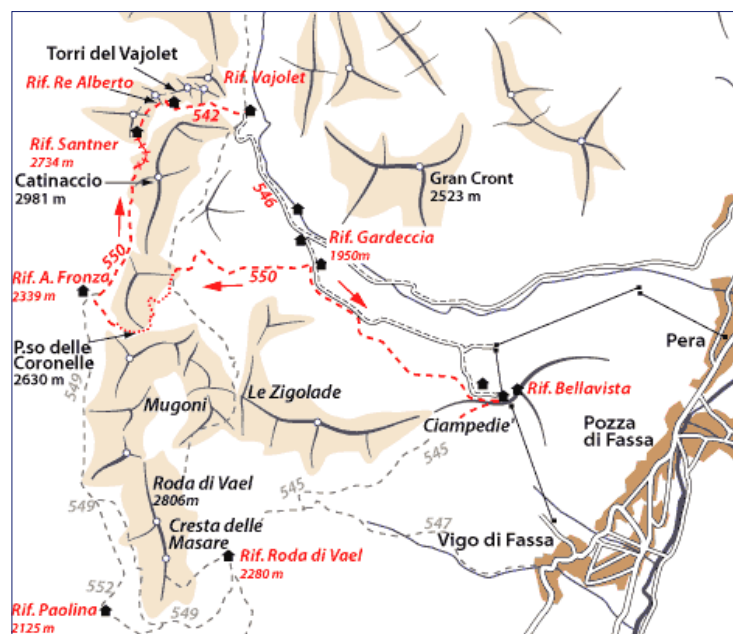 Torri del Vajolet
Rif. Re Alberto
Rif. Vajolet
542
Rif. Santner
2734 m
Catinaccio
2981 m
Gran Cront
2523 m
546
550
Rif. Gardeccia
1950m
550
Rif. A. Fronza
2339 m
P.so delle
Coronelle
2630 m
549
Pera
Mugoni
Le Zigolade
Rif. Bellavista
Ciampedie'
Pozza
di Fassa
545
Roda di Vael
2806m
545
549
Cresta delle
Masare
547
Vigo di Fassa
Rif. Roda di Vael
2280 m
552
549
Rif. Paolina
2125 m